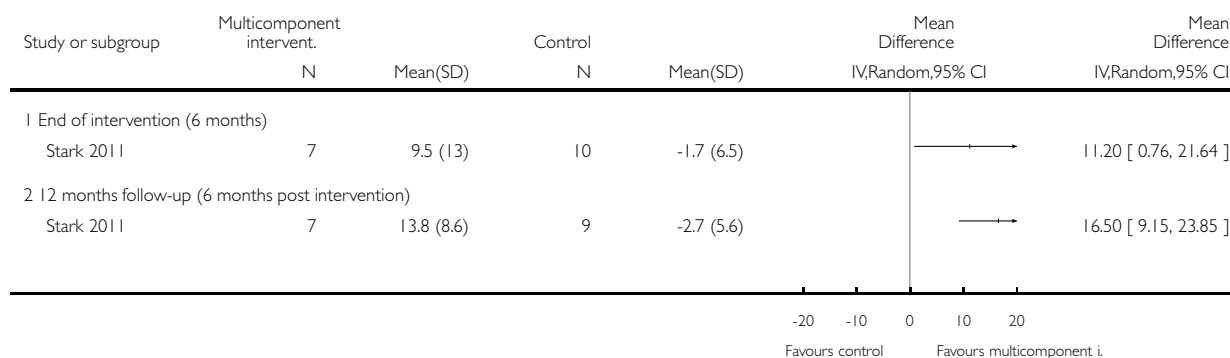 Study or subgroup Multicomponent intervent. Control Mean Difference Mean Difference
N Mean(SD) N Mean(SD) IV,Random,95% CI IV,Random,95% CI
1 End of intervention (6 months)
Stark 2011 7 9.5 (13) 10 -1.7 (6.5) 11.20 [ 0.76, 21.64 ]
2 12 months follow-up (6 months post intervention)
Stark 2011 7 13.8 (8.6) 9 -2.7 (5.6) 16.50 [ 9.15, 23.85 ]
-20 -10 0 10 20
Favours control Favours multicomponent i.